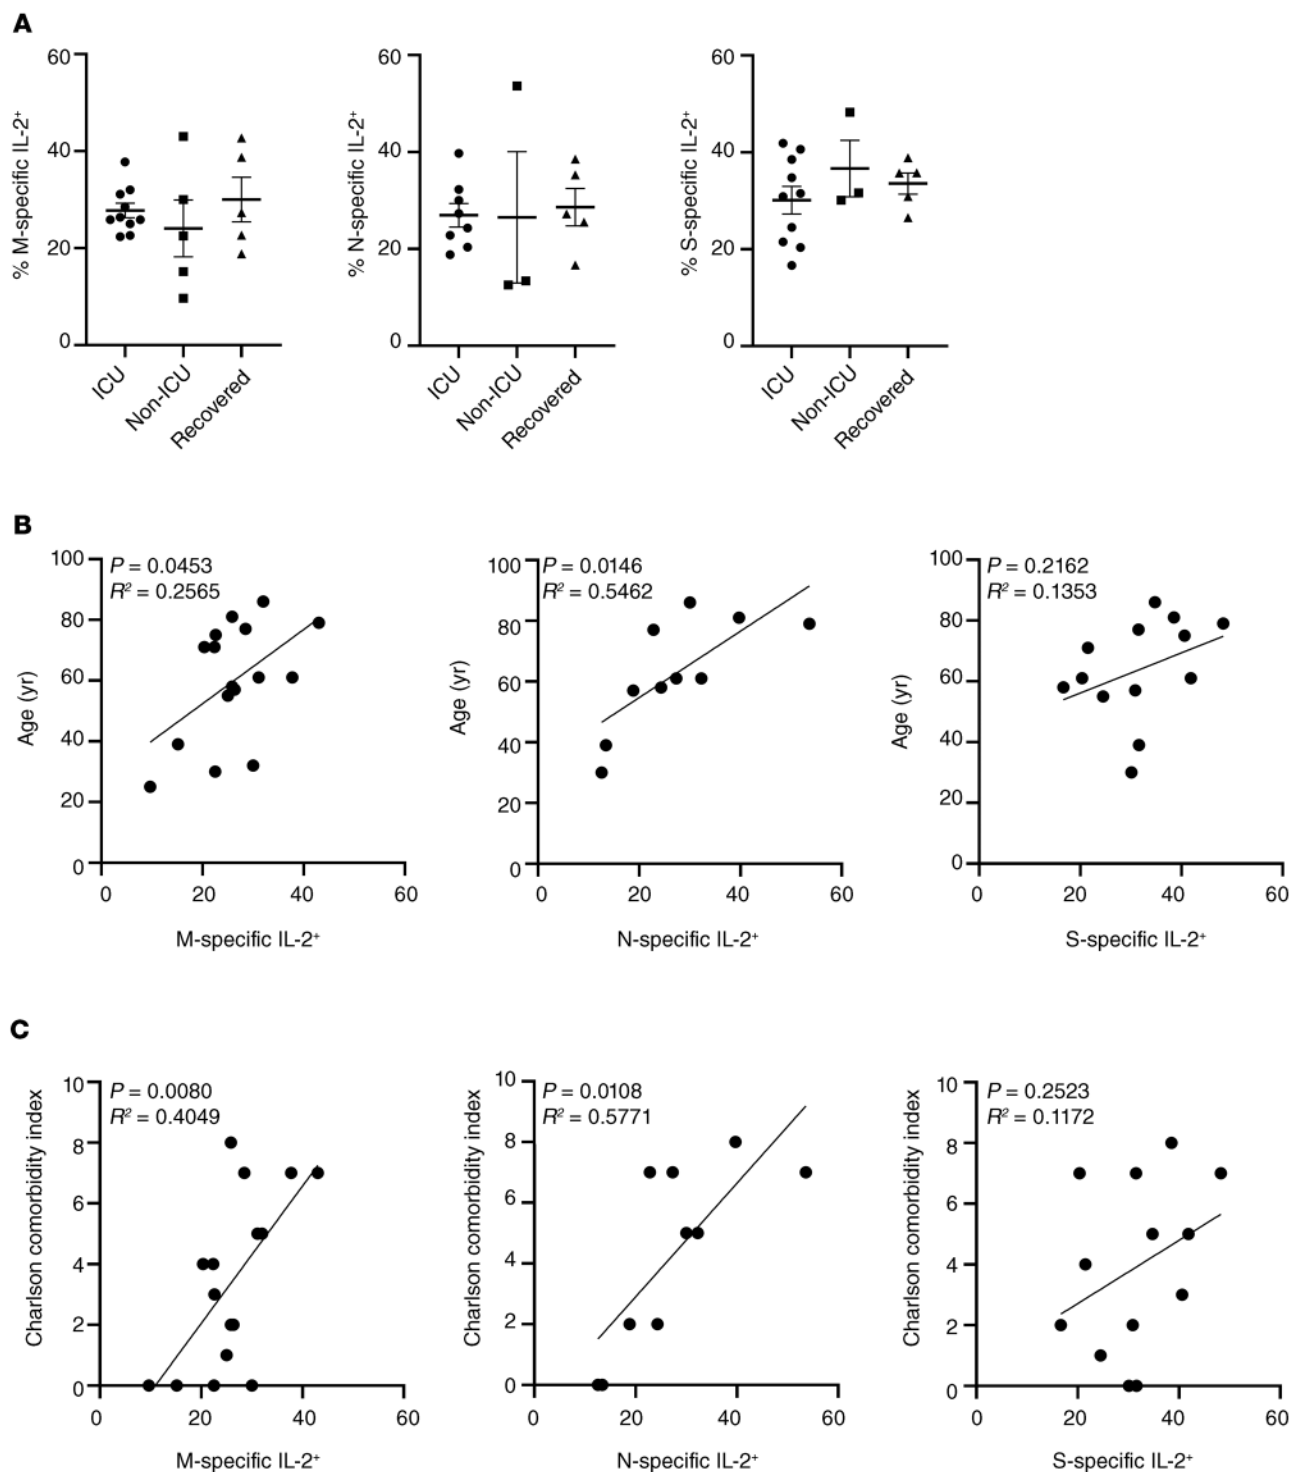 A
% M-specific IL-2⁺
60
40
20
0
ICU
Non-ICU
Recovered
% N-specific IL-2⁺
60
40
20
0
ICU
Non-ICU
Recovered
% S-specific IL-2⁺
60
40
20
0
ICU
Non-ICU
Recovered
B
Age (yr)
100
80
60
40
20
0
P = 0.0453
R² = 0.2565
0 20 40 60
M-specific IL-2⁺
Age (yr)
100
80
60
40
20
0
P = 0.0146
R² = 0.5462
0 20 40 60
N-specific IL-2⁺
Age (yr)
100
80
60
40
20
0
P = 0.2162
R² = 0.1353
0 20 40 60
S-specific IL-2⁺
C
Charlson comorbidity index
10
8
6
4
2
0
P = 0.0080
R² = 0.4049
0 20 40 60
M-specific IL-2⁺
Charlson comorbidity index
10
8
6
4
2
0
P = 0.0108
R² = 0.5771
0 20 40 60
N-specific IL-2⁺
Charlson comorbidity index
10
8
6
4
2
0
P = 0.2523
R² = 0.1172
0 20 40 60
S-specific IL-2⁺